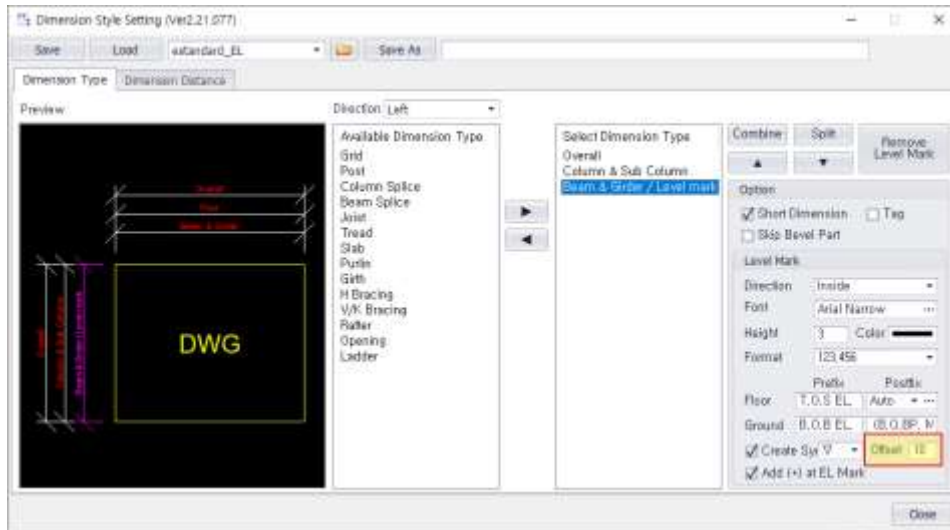 Dimension Style Setting (Ver2.21.077)
Save Load astandard_EL Save As
Dimension Type Dimension Distance
Preview Direction Left
Available Dimension Type
Grid
Post
Column Splice
Beam Splice
Joist
Tread
Slab
Purlin
Girth
H Bracing
V/K Bracing
Rafter
Opening
Ladder
Select Dimension Type
Overall
Column & Sub Column
Beam & Girder / Level mark
Combine Split Remove Level Mark
Option
Short Dimension Tag
Skip Bevel Part
Level Mark
Direction Inside
Font Arial Narrow ...
Height 3 Color
Format 123,456
Prefix Postfix
Floor T.O.S EL. Auto ...
Ground B.O.B EL. (B.O.BP,
Create Sy ▽ Offset 10
Add (+) at EL Mark
DWG
Close